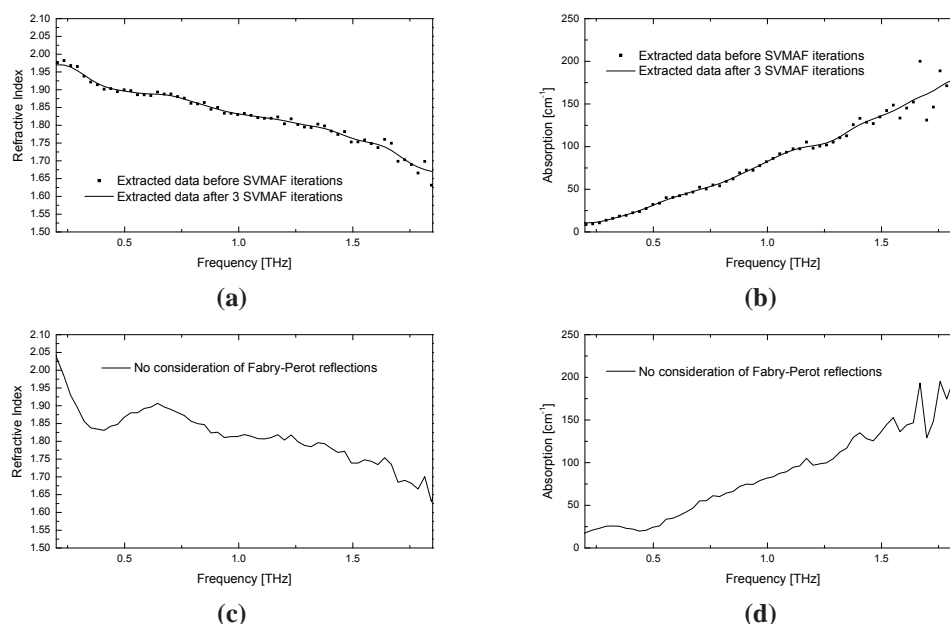 2.10
2.05
2.00
1.95
1.90
1.85
1.80
1.75
1.70
1.65
1.60
1.55
1.50
Refractive Index
Extracted data before SVMAF iterations
Extracted data after 3 SVMAF iterations
0.5 1.0 1.5
Frequency [THz]
(a)
250
200
150
100
50
0
Absorption [cm⁻¹]
Extracted data before SVMAF iterations
Extracted data after 3 SVMAF iterations
0.5 1.0 1.5
Frequency [THz]
(b)
2.10
2.05
2.00
1.95
1.90
1.85
1.80
1.75
1.70
1.65
1.60
1.55
1.50
Refractive Index
No consideration of Fabry-Perot reflections
0.5 1.0 1.5
Frequency [THz]
(c)
250
200
150
100
50
0
Absorption [cm⁻¹]
No consideration of Fabry-Perot reflections
0.5 1.0 1.5
Frequency [THz]
(d)